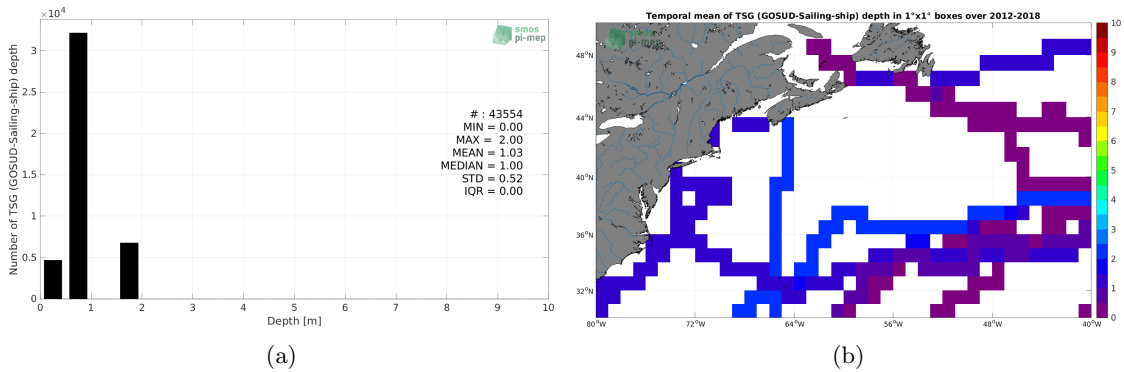 ×10⁴
smos
pi-mep
# : 43554
MIN = 0.00
MAX = 2.00
MEAN = 1.03
MEDIAN = 1.00
STD = 0.52
IQR = 0.00
Number of TSG (GOSUD-Sailing-ship) depth
3
2.5
2
1.5
1
0.5
0
0 1 2 3 4 5 6 7 8 9 10
Depth [m]
(a)
Temporal mean of TSG (GOSUD-Sailing-ship) depth in 1°x1° boxes over 2012-2018
smos
pi-mep
48°N
44°N
40°N
36°N
32°N
80°W 72°W 64°W 56°W 48°W 40°W
10
9
8
7
6
5
4
3
2
1
0
(b)